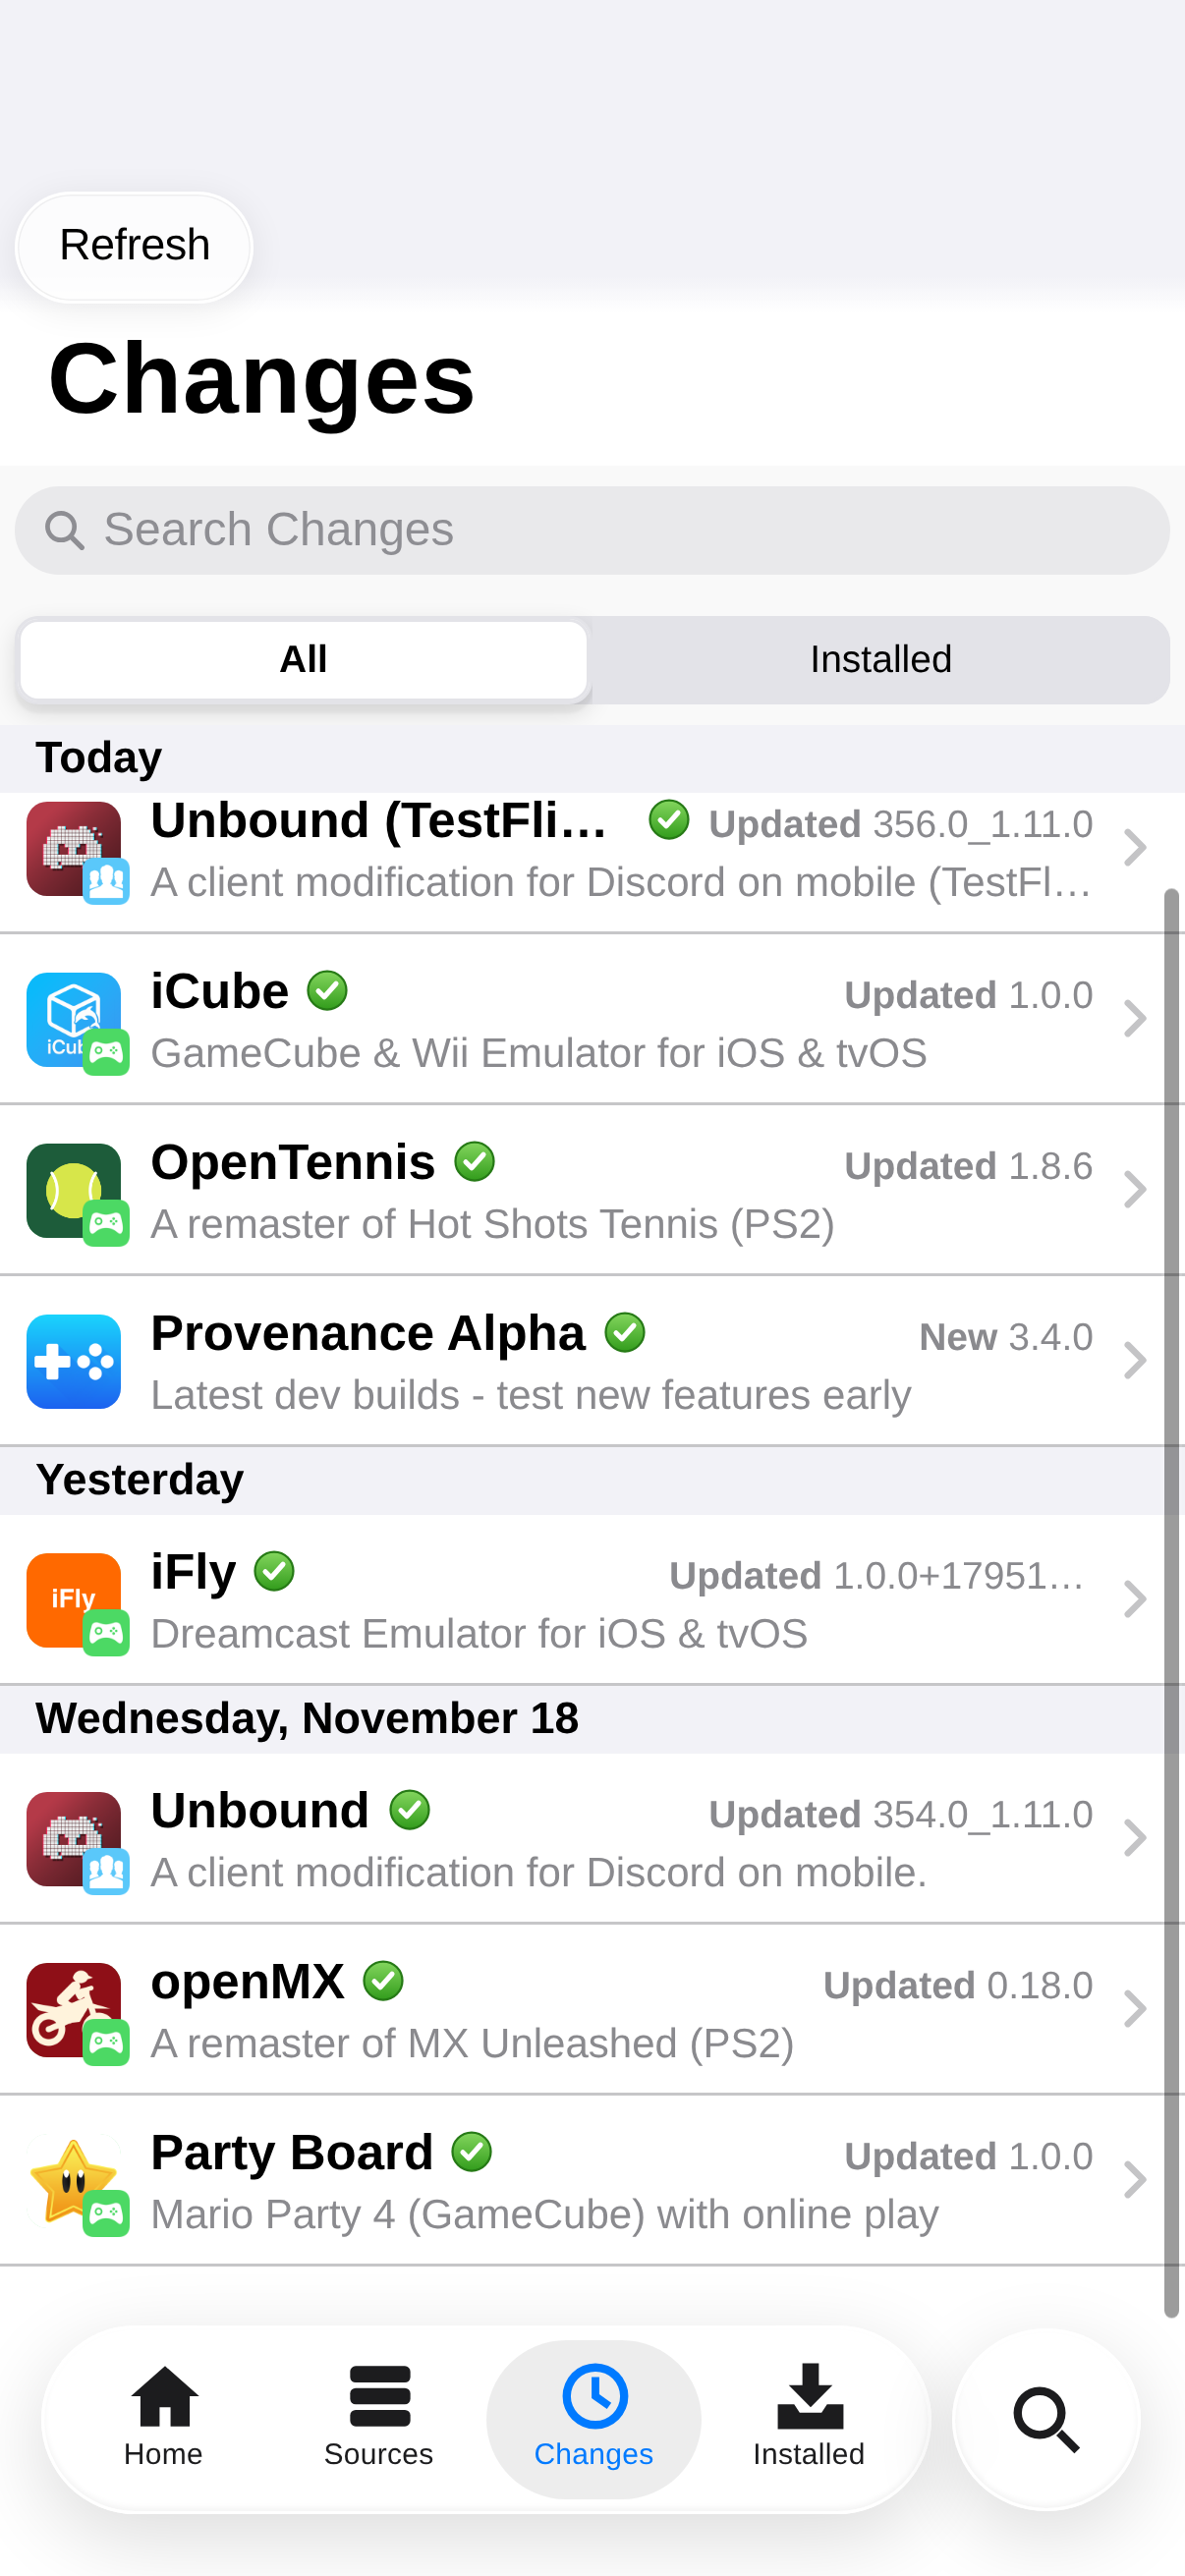 Refresh
Changes
Search Changes
All
Installed
Today
Unbound (TestFli… Updated 356.0_1.11.0
A client modification for Discord on mobile (TestFl…
iCube Updated 1.0.0
GameCube & Wii Emulator for iOS & tvOS
OpenTennis Updated 1.8.6
A remaster of Hot Shots Tennis (PS2)
Provenance Alpha New 3.4.0
Latest dev builds - test new features early
Yesterday
iFly
iFly Updated 1.0.0+17951…
Dreamcast Emulator for iOS & tvOS
Wednesday, November 18
Unbound Updated 354.0_1.11.0
A client modification for Discord on mobile.
openMX Updated 0.18.0
A remaster of MX Unleashed (PS2)
Party Board Updated 1.0.0
Mario Party 4 (GameCube) with online play
Home
Sources
Changes
Installed